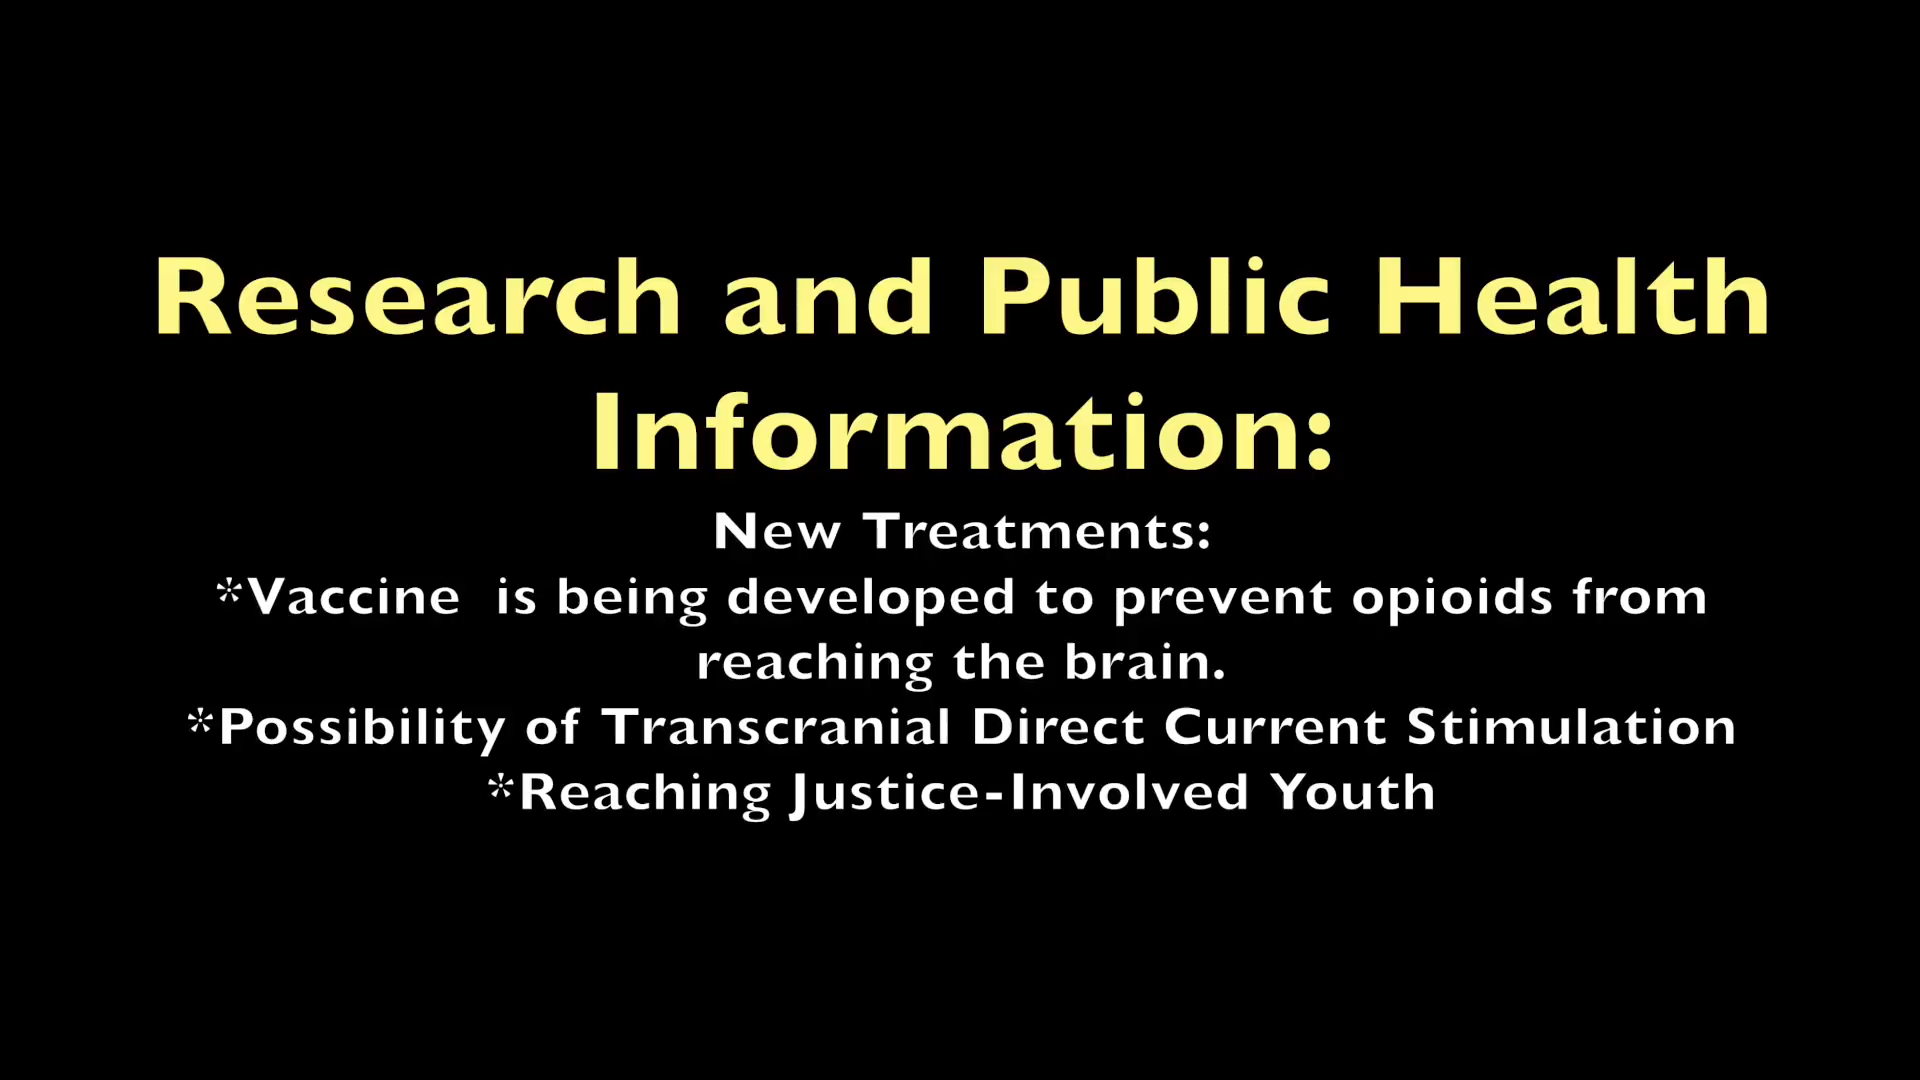 Research and Public Health
Information:
New Treatments:
*Vaccine  is being developed to prevent opioids from
reaching the brain.
*Possibility of Transcranial Direct Current Stimulation
*Reaching Justice-Involved Youth